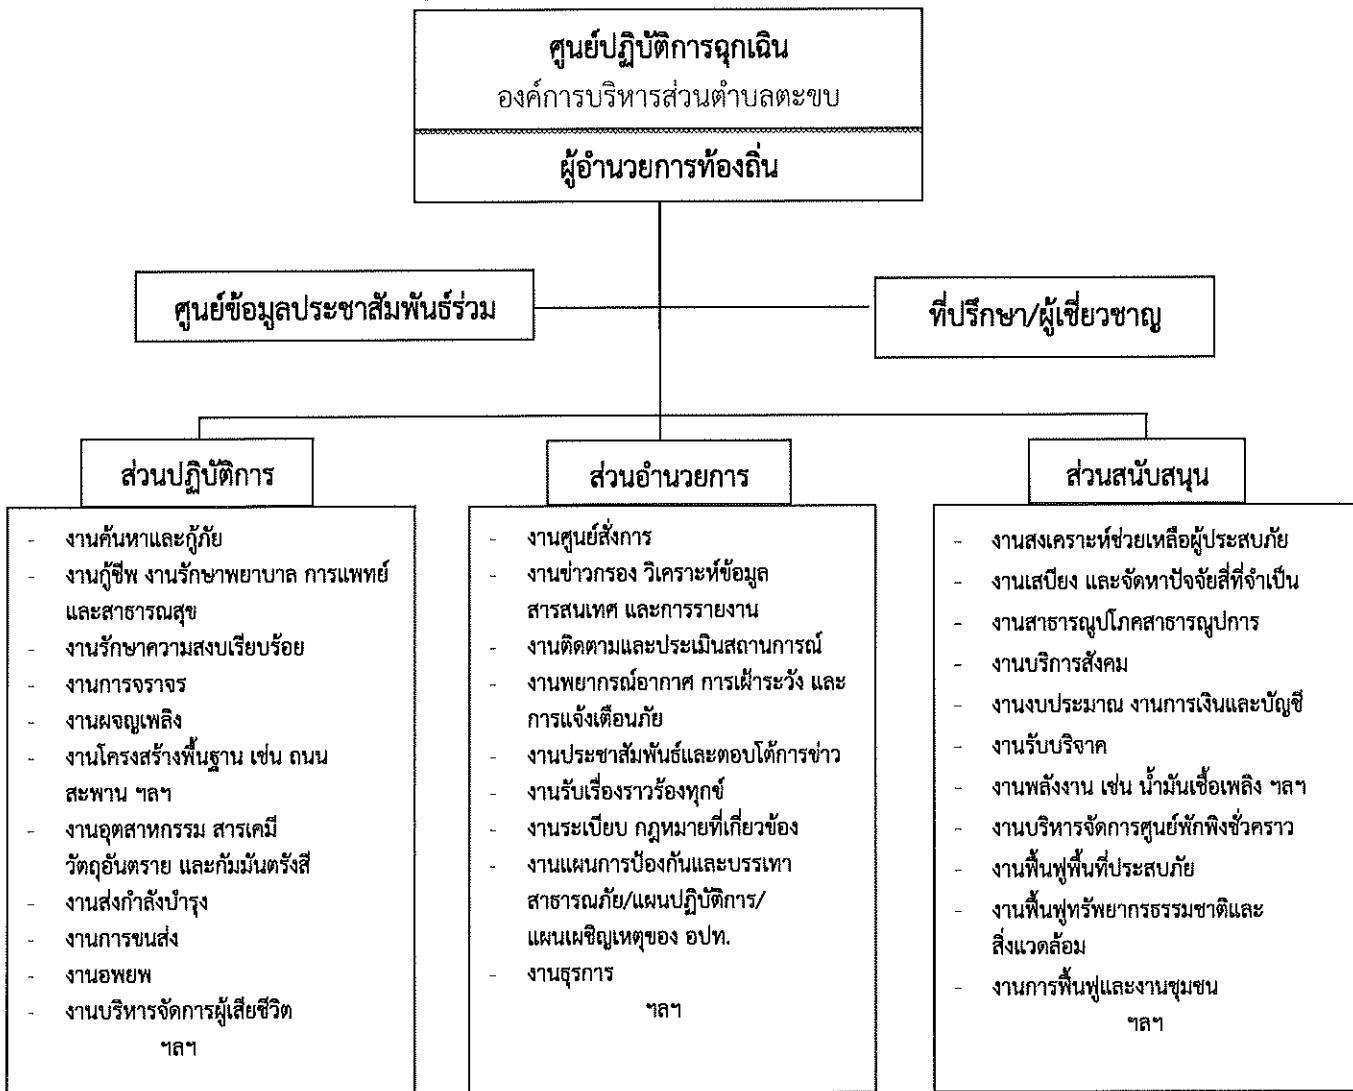 ศูนย์ปฏิบัติการฉุกเฉิน
องค์การบริหารส่วนตำบลตะขบ
ผู้อำนวยการท้องถิ่น
ศูนย์ข้อมูลประชาสัมพันธ์ร่วม
ที่ปรึกษา/ผู้เชี่ยวชาญ
ส่วนปฏิบัติการ
- งานค้นหาและกู้ภัย
- งานกู้ชีพ งานรักษาพยาบาล การแพทย์
และสาธารณสุข
- งานรักษาความสงบเรียบร้อย
- งานการจราจร
- งานผจญเพลิง
- งานโครงสร้างพื้นฐาน เช่น ถนน
สะพาน ฯลฯ
- งานอุตสาหกรรม สารเคมี
วัตถุอันตราย และกัมมันตรังสี
- งานส่งกำลังบำรุง
- งานการขนส่ง
- งานอพยพ
- งานบริหารจัดการผู้เสียชีวิต
ฯลฯ
ส่วนอำนวยการ
- งานศูนย์สั่งการ
- งานข่าวกรอง วิเคราะห์ข้อมูล
สารสนเทศ และการรายงาน
- งานติดตามและประเมินสถานการณ์
- งานพยากรณ์อากาศ การเฝ้าระวัง และ
การแจ้งเตือนภัย
- งานประชาสัมพันธ์และตอบโต้การข่าว
- งานรับเรื่องราวร้องทุกข์
- งานระเบียบ กฎหมายที่เกี่ยวข้อง
- งานแผนการป้องกันและบรรเทา
สาธารณภัย/แผนปฏิบัติการ/
แผนเผชิญเหตุของ อปท.
- งานธุรการ
ฯลฯ
ส่วนสนับสนุน
- งานสงเคราะห์ช่วยเหลือผู้ประสบภัย
- งานเสบียง และจัดหาปัจจัยสี่ที่จำเป็น
- งานสาธารณูปโภคสาธารณูปการ
- งานบริการสังคม
- งานงบประมาณ งานการเงินและบัญชี
- งานรับบริจาค
- งานพลังงาน เช่น น้ำมันเชื้อเพลิง ฯลฯ
- งานบริหารจัดการศูนย์พักพิงชั่วคราว
- งานฟื้นฟูพื้นที่ประสบภัย
- งานฟื้นฟูทรัพยากรธรรมชาติและ
สิ่งแวดล้อม
- งานการฟื้นฟูและงานชุมชน
ฯลฯ